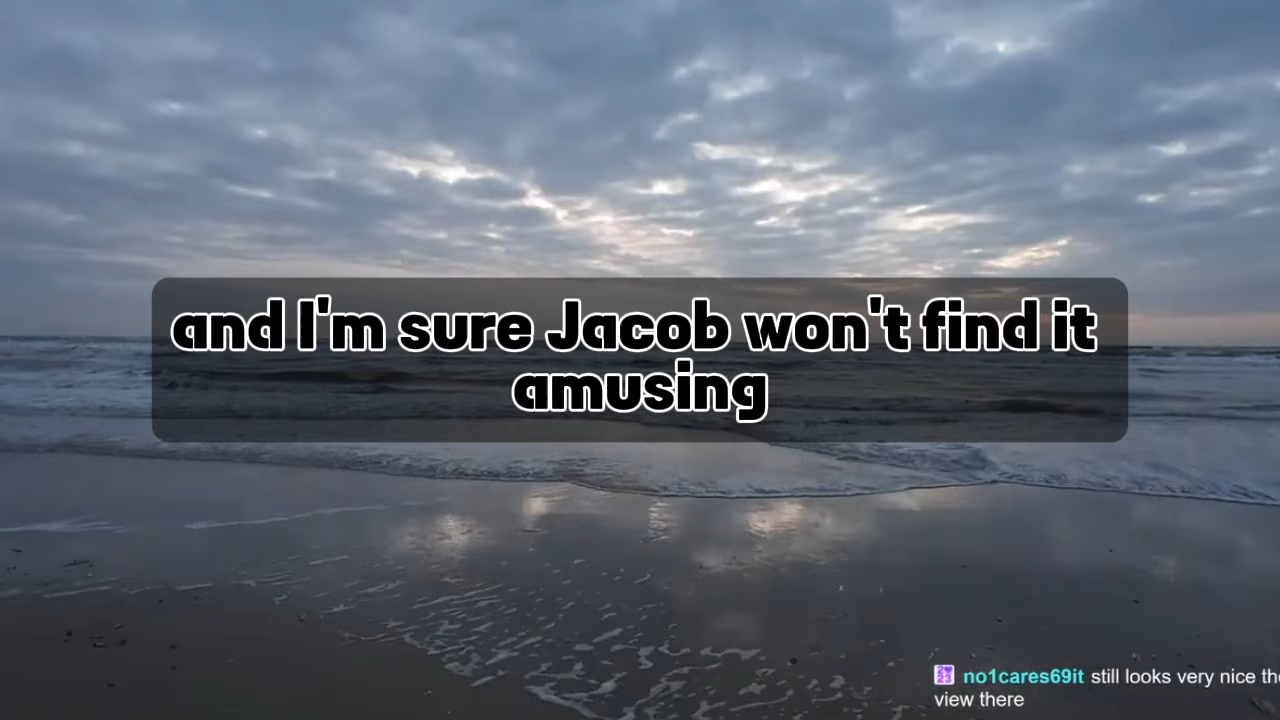 and I'm sure Jacob won't find it
amusing
no1cares69it still looks very nice the
view there